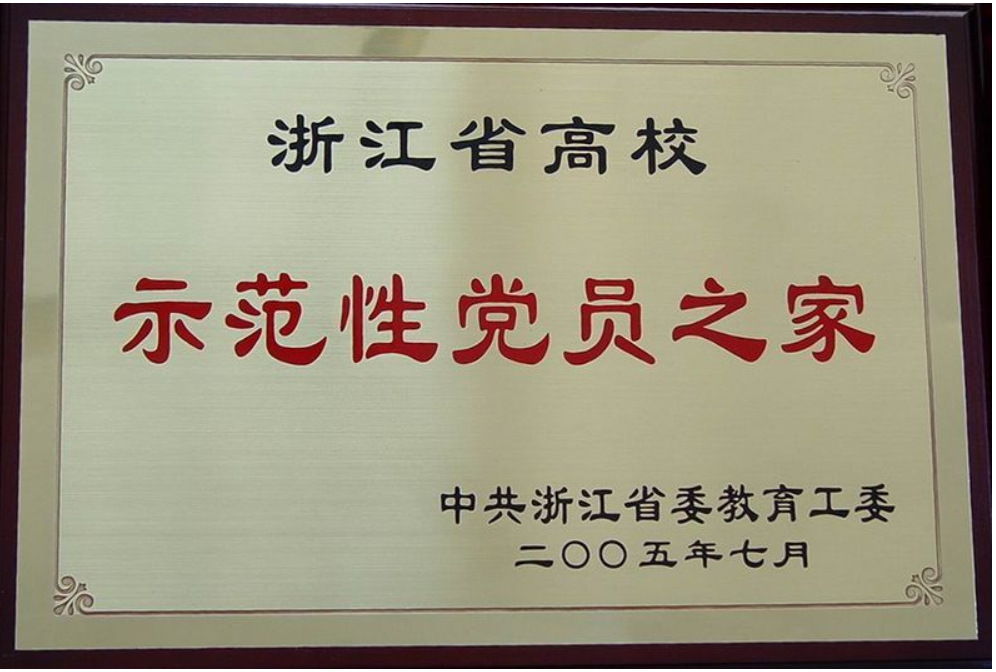 浙江省高校
示范性党员之家
中共浙江省委教育工委
二〇〇五年七月